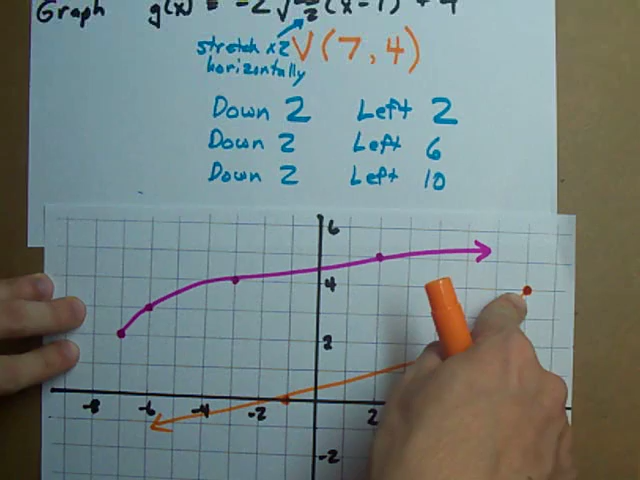 Graph g(x) = -2√
stretch x2 V(7,4)
horizontally
Down 2 Left 2
Down 2 Left 6
Down 2 Left 10
6
4
2
-8 -6 -4 -2 2
-2